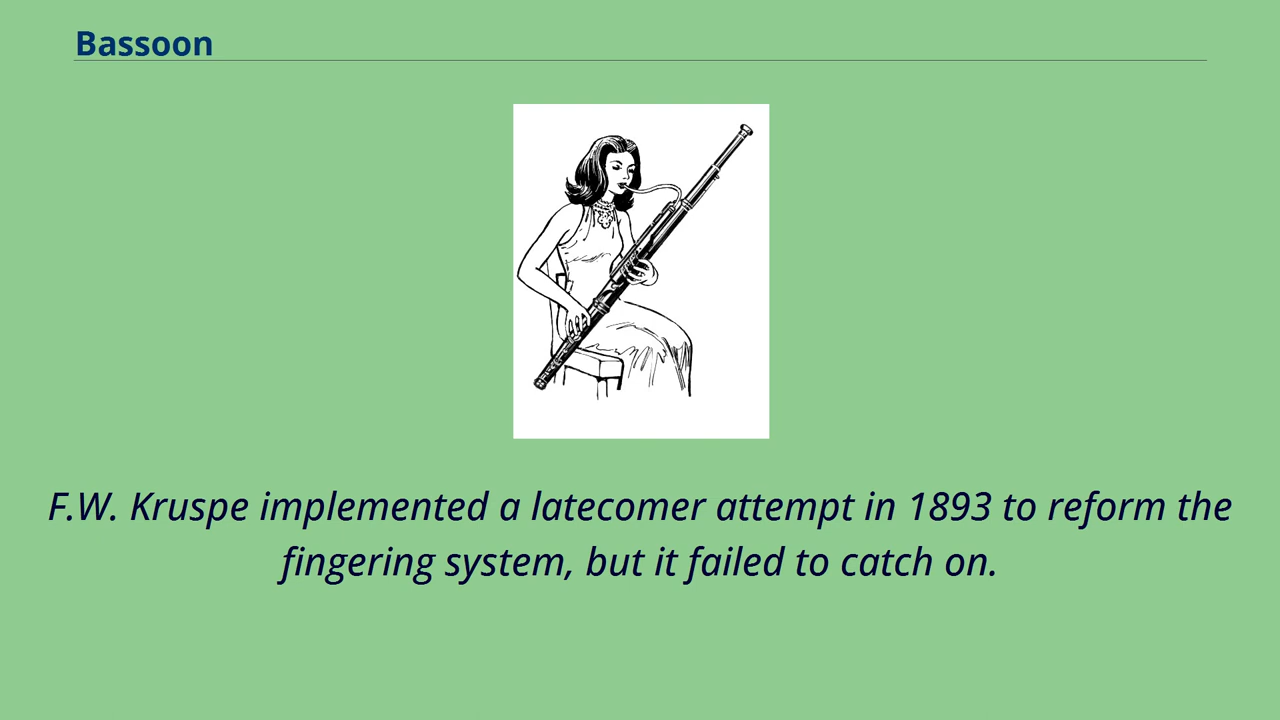 Bassoon
F.W. Kruspe implemented a latecomer attempt in 1893 to reform the
fingering system, but it failed to catch on.